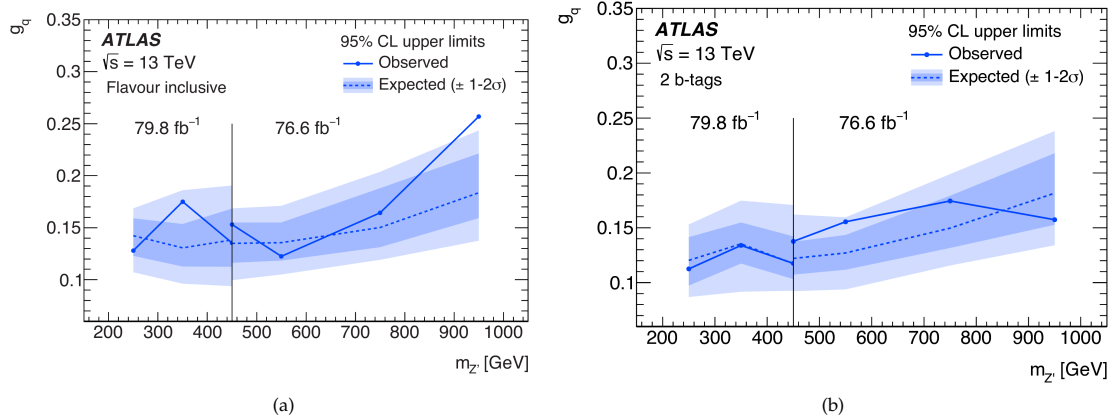 g_q
0.35
0.3
0.25
0.2
0.15
0.1
ATLAS
√s = 13 TeV
Flavour inclusive
95% CL upper limits
Observed
Expected (± 1-2σ)
79.8 fb⁻¹
76.6 fb⁻¹
200 300 400 500 600 700 800 900 1000
m_Z' [GeV]
(a)
g_q
0.35
0.3
0.25
0.2
0.15
0.1
ATLAS
√s = 13 TeV
2 b-tags
95% CL upper limits
Observed
Expected (± 1-2σ)
79.8 fb⁻¹
76.6 fb⁻¹
200 300 400 500 600 700 800 900 1000
m_Z' [GeV]
(b)